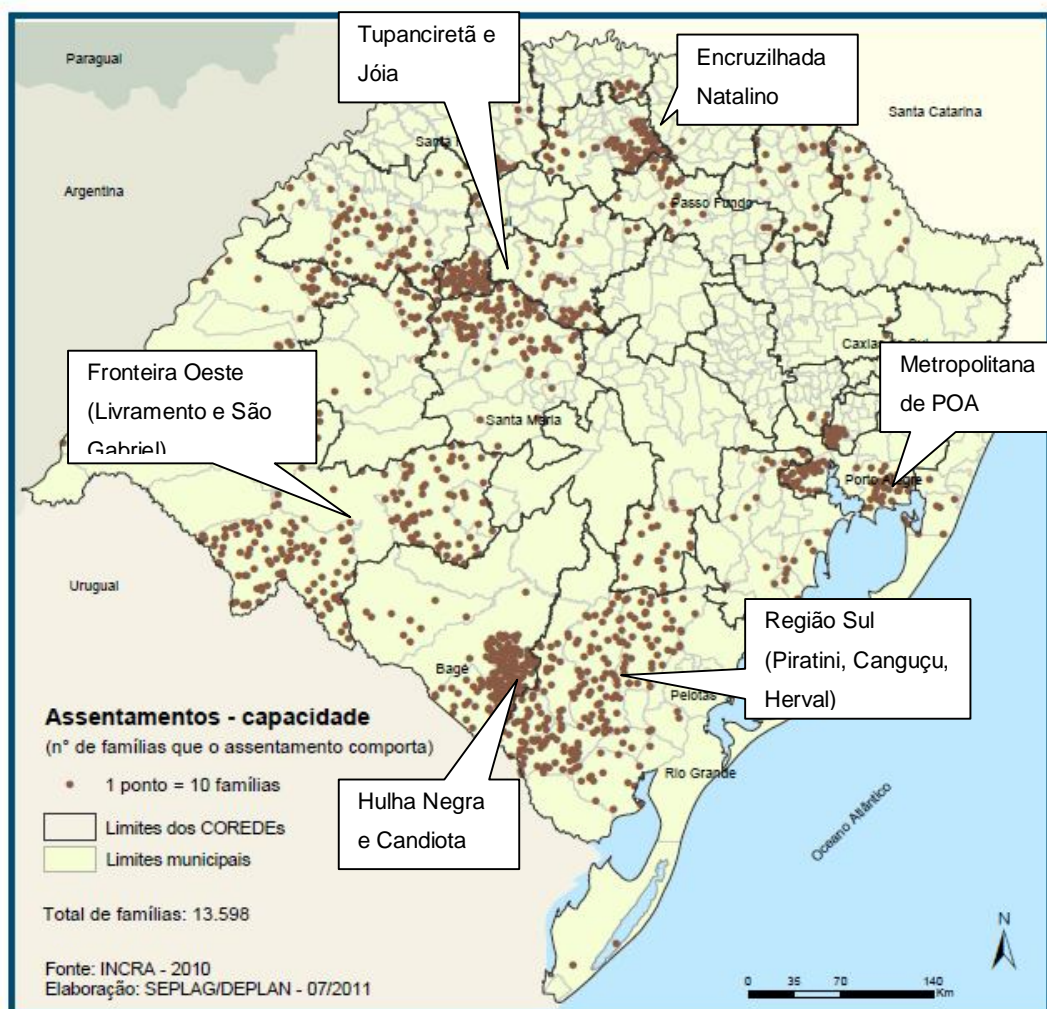 Paraguai
Tupanciretã e
Jóia
Encruzilhada
Natalino
Santa Catarina
Argentina
Santa
Passo Fundo
Fronteira Oeste
(Livramento e São
Gabriel)
Metropolitana
de POA
Santa Maria
Porto Alegre
Uruguai
Região Sul
(Piratini, Canguçu,
Herval)
Bagé
Pelotas
Rio Grande
Hulha Negra
e Candiota
Oceano Atlântico
Assentamentos - capacidade
(n° de famílias que o assentamento comporta)
1 ponto = 10 famílias
Limites dos COREDEs
Limites municipais
Total de famílias: 13.598
Fonte: INCRA - 2010
Elaboração: SEPLAG/DEPLAN - 07/2011
N
0 35 70 140
Km